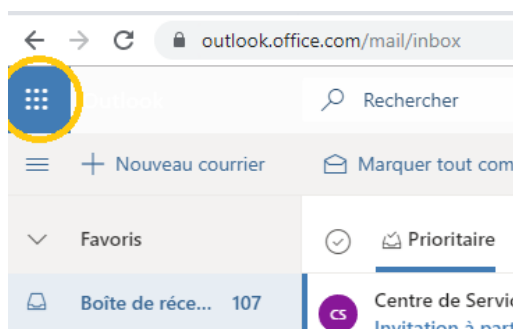 outlook.office.com/mail/inbox
Outlook
Rechercher
Nouveau courrier
Marquer tout com
Favoris
Prioritaire
Boîte de réce... 107
CS
Centre de Servic
Invitation à part